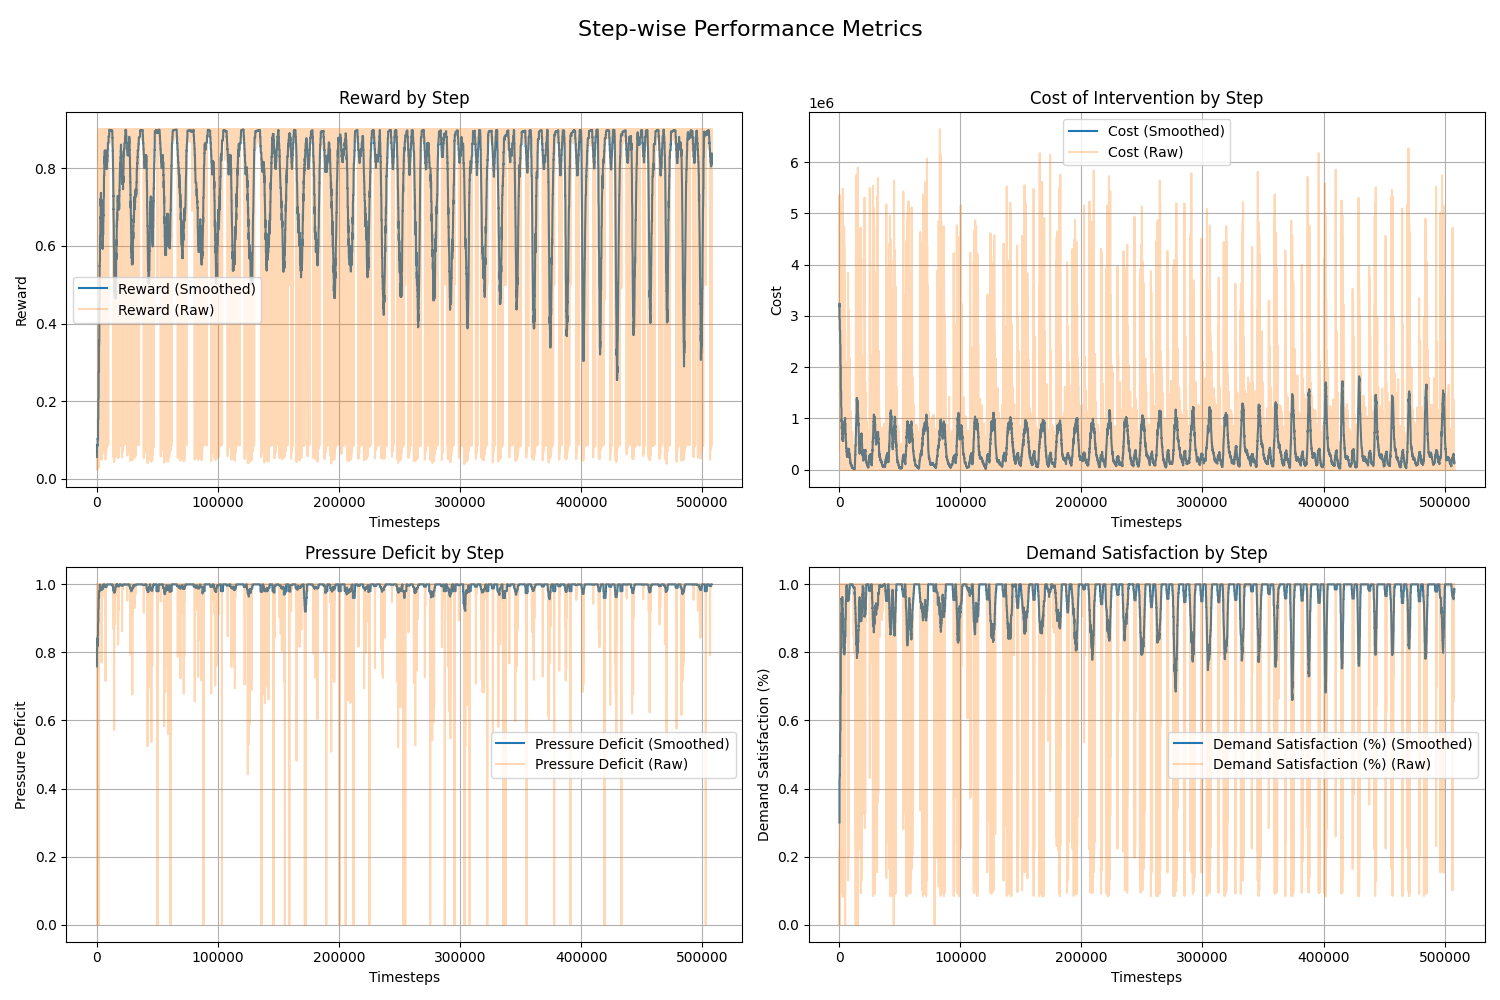 Step-wise Performance Metrics
Reward by Step
Reward
0.8
0.6
0.4
0.2
0.0
Reward (Smoothed)
Reward (Raw)
0 100000 200000 300000 400000 500000
Timesteps
Cost of Intervention by Step
1e6
Cost
6
5
4
3
2
1
0
Cost (Smoothed)
Cost (Raw)
0 100000 200000 300000 400000 500000
Timesteps
Pressure Deficit by Step
Pressure Deficit
1.0
0.8
0.6
0.4
0.2
0.0
Pressure Deficit (Smoothed)
Pressure Deficit (Raw)
0 100000 200000 300000 400000 500000
Timesteps
Demand Satisfaction by Step
Demand Satisfaction (%)
1.0
0.8
0.6
0.4
0.2
0.0
Demand Satisfaction (%) (Smoothed)
Demand Satisfaction (%) (Raw)
0 100000 200000 300000 400000 500000
Timesteps